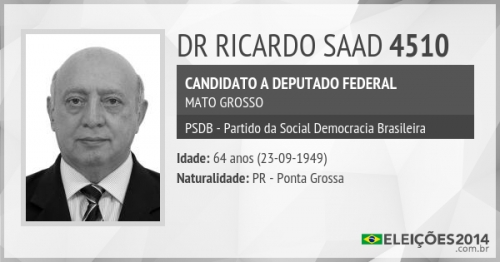 DR RICARDO SAAD 4510
CANDIDATO A DEPUTADO FEDERAL
MATO GROSSO
PSDB - Partido da Social Democracia Brasileira
Idade: 64 anos (23-09-1949)
Naturalidade: PR - Ponta Grossa
ELEIÇÕES2014
.com.br